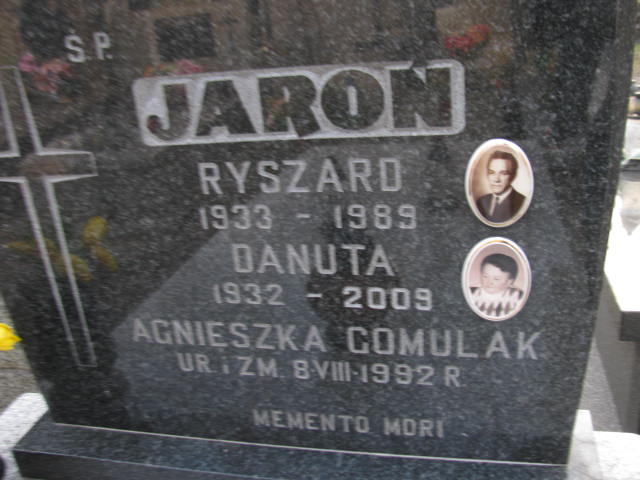 Ś.P.
JAROŃ
RYSZARD
1933 - 1989
DANUTA
1932 - 2009
AGNIESZKA GOMULAK
UR. i ZM. 8·VIII·1992 R.
MEMENTO MORI